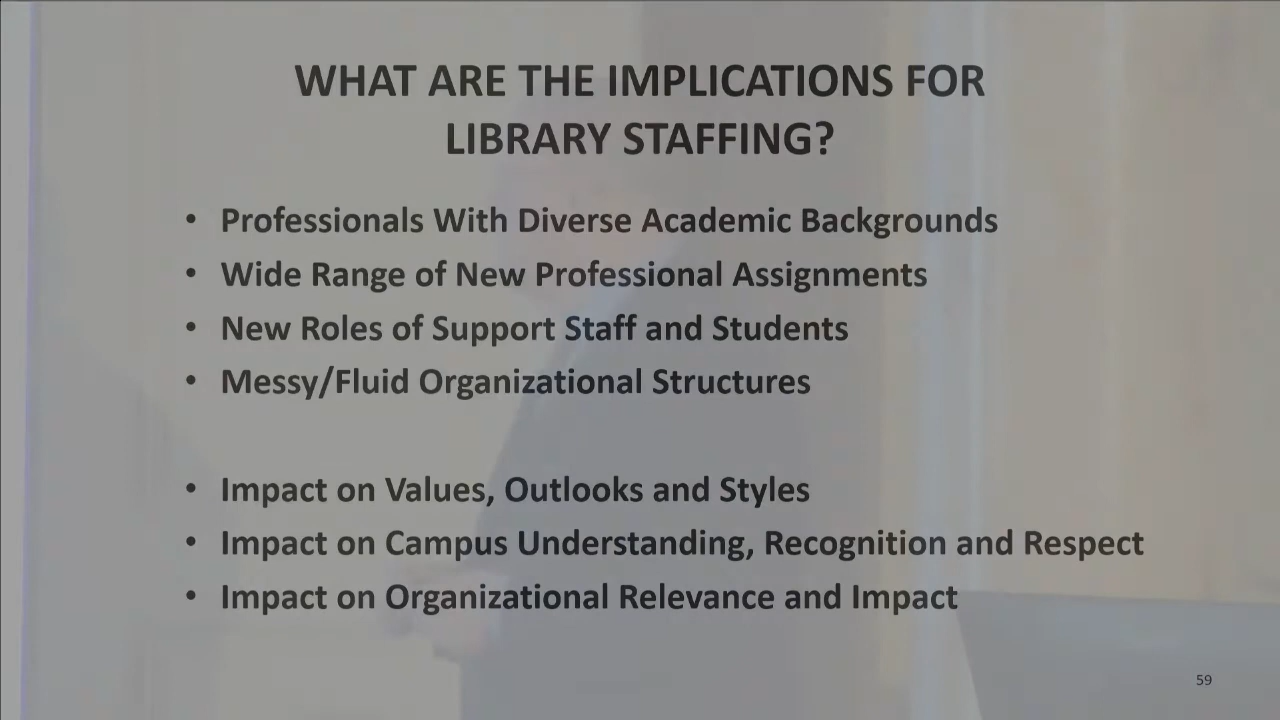 WHAT ARE THE IMPLICATIONS FOR
LIBRARY STAFFING?
• Professionals With Diverse Academic Backgrounds
• Wide Range of New Professional Assignments
• New Roles of Support Staff and Students
• Messy/Fluid Organizational Structures
• Impact on Values, Outlooks and Styles
• Impact on Campus Understanding, Recognition and Respect
• Impact on Organizational Relevance and Impact
59